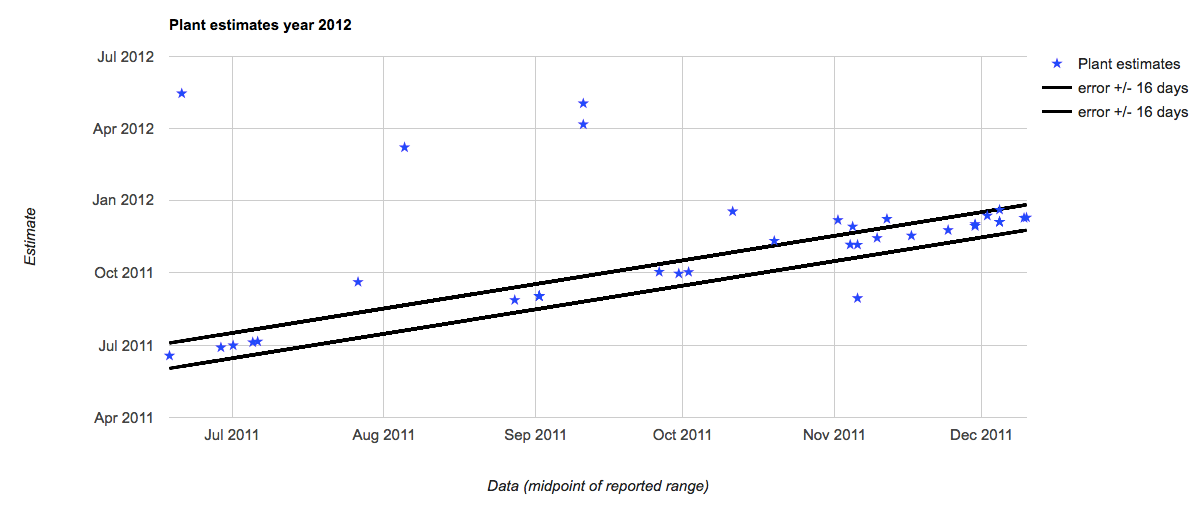 Plant estimates year 2012
Jul 2012
Apr 2012
Jan 2012
Oct 2011
Jul 2011
Apr 2011
Estimate
Jul 2011
Aug 2011
Sep 2011
Oct 2011
Nov 2011
Dec 2011
Data (midpoint of reported range)
Plant estimates
error +/- 16 days
error +/- 16 days